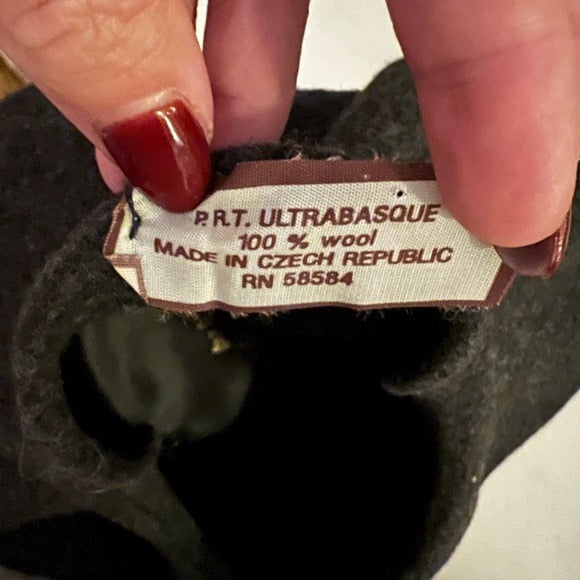 P.R.T. ULTRABASQUE
100 % wool
MADE IN CZECH REPUBLIC
RN 58584